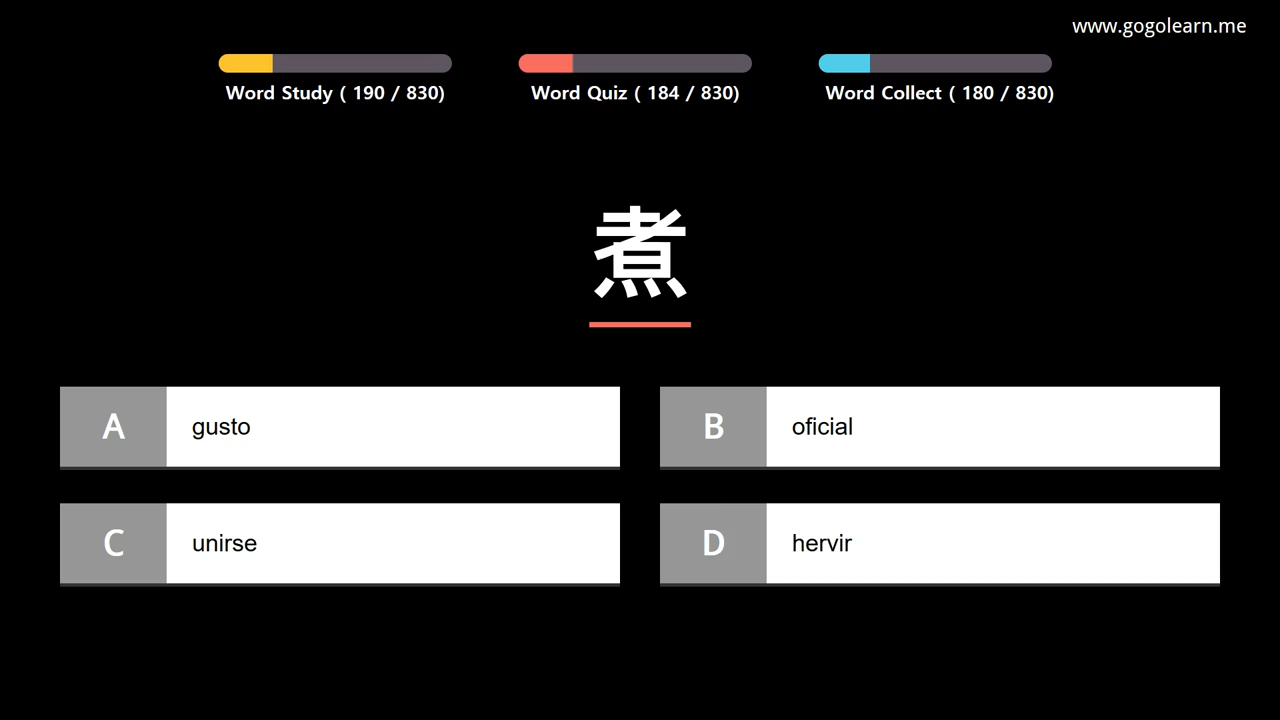 www.gogolearn.me
Word Study ( 190 / 830)
Word Quiz ( 184 / 830)
Word Collect ( 180 / 830)
煮
A gusto
B oficial
C unirse
D hervir